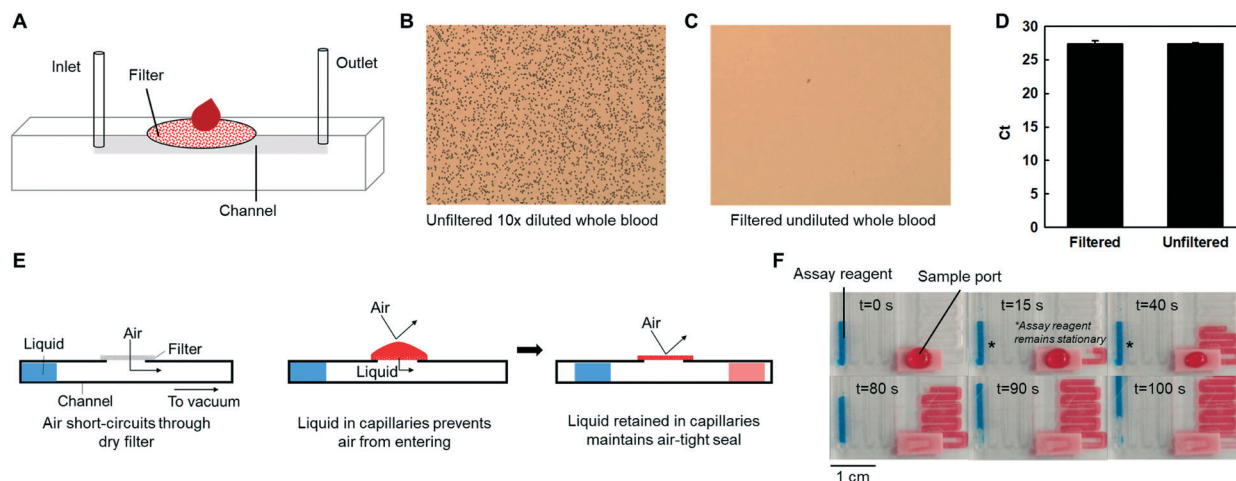 A
Inlet
Filter
Outlet
Channel
B
Unfiltered 10x diluted whole blood
C
Filtered undiluted whole blood
D
Ct
30
25
20
15
10
5
0
Filtered
Unfiltered
E
Liquid
Air
Filter
Channel
To vacuum
Air short-circuits through
dry filter
Air
Liquid
Liquid in capillaries prevents
air from entering
Air
Liquid retained in capillaries
maintains air-tight seal
F
Assay reagent
Sample port
t=0 s
t=15 s
*Assay reagent
remains stationary
*
t=40 s
*
t=80 s
t=90 s
t=100 s
1 cm